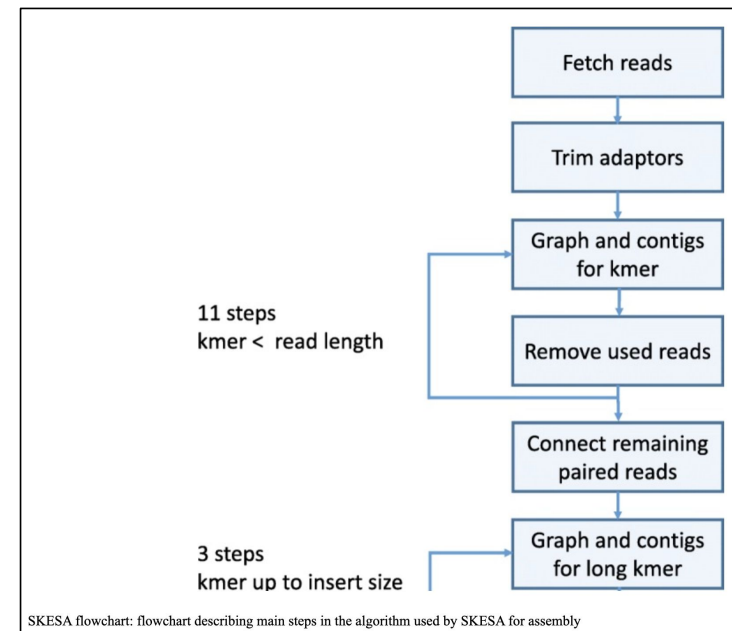 Fetch reads
Trim adaptors
Graph and contigs
for kmer
11 steps
kmer < read length
Remove used reads
Connect remaining
paired reads
Graph and contigs
for long kmer
3 steps
kmer up to insert size
SKESA flowchart: flowchart describing main steps in the algorithm used by SKESA for assembly